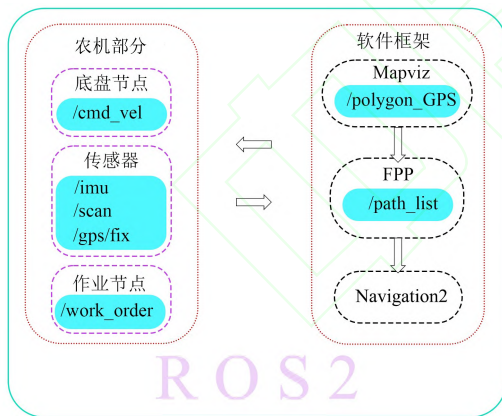 农机部分
底盘节点
/cmd_vel
传感器
/imu
/scan
/gps/fix
作业节点
/work_order
软件框架
Mapviz
/polygon_GPS
FPP
/path_list
Navigation2
ROS2